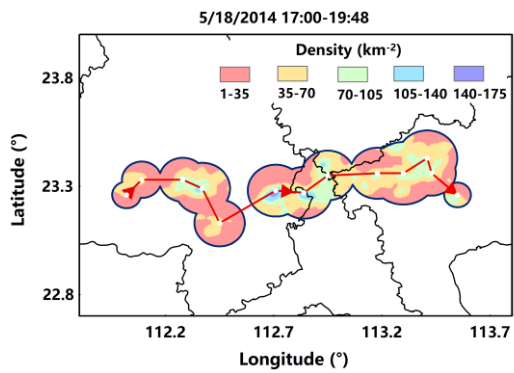 5/18/2014 17:00-19:48
Density (km-2)
1-35 35-70 70-105 105-140 140-175
23.8
23.3
22.8
Latitude (°)
112.2 112.7 113.2 113.7
Longitude (°)